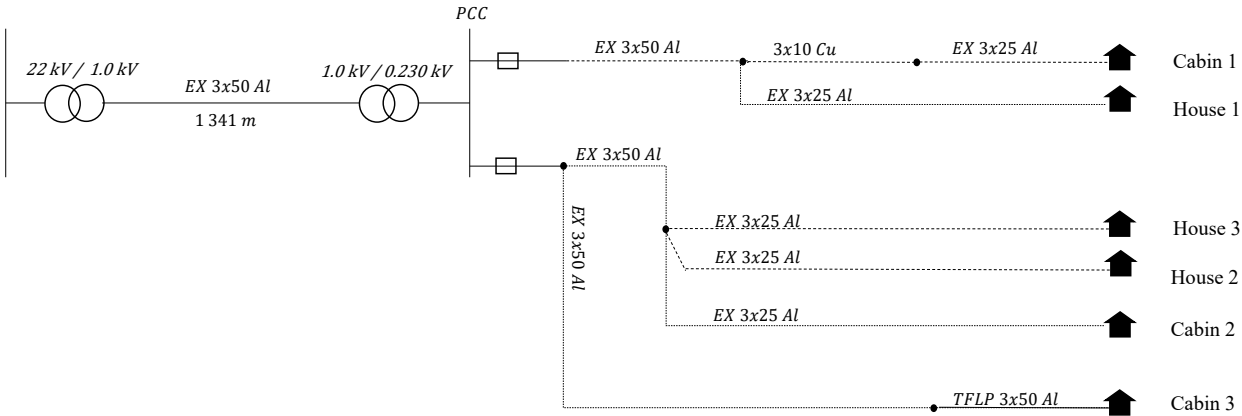 PCC
22 kV / 1.0 kV
EX 3x50 Al
1 341 m
1.0 kV / 0.230 kV
EX 3x50 Al
3x10 Cu
EX 3x25 Al
Cabin 1
EX 3x25 Al
House 1
EX 3x50 Al
EX 3x50 Al
EX 3x25 Al
House 3
EX 3x25 Al
House 2
EX 3x25 Al
Cabin 2
TFLP 3x50 Al
Cabin 3